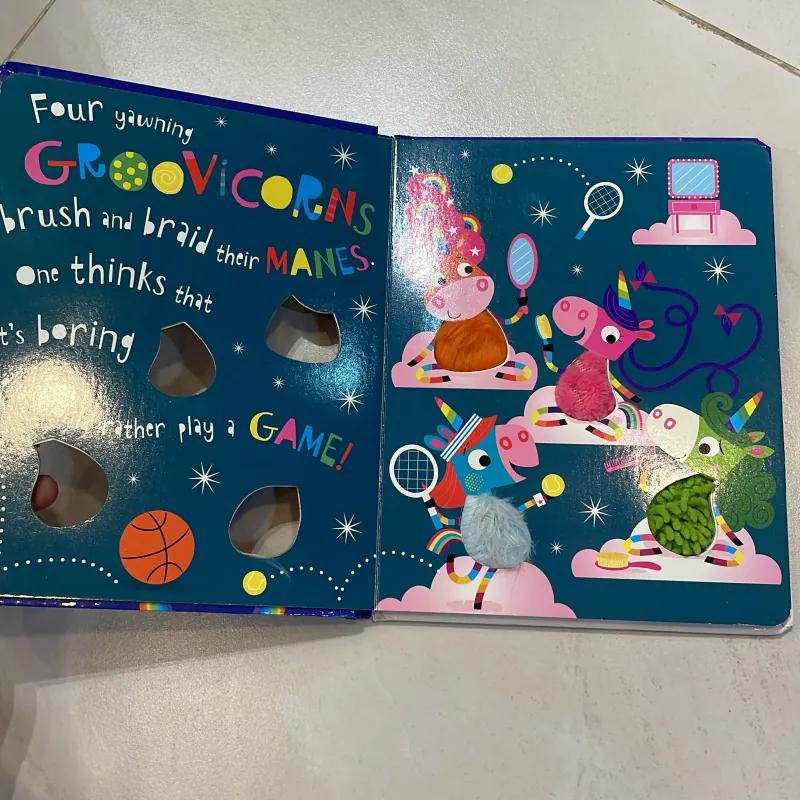 Four yawning
GROOVICORNS
brush and braid their MANES.
One thinks that
t's boring
rather play a GAME!